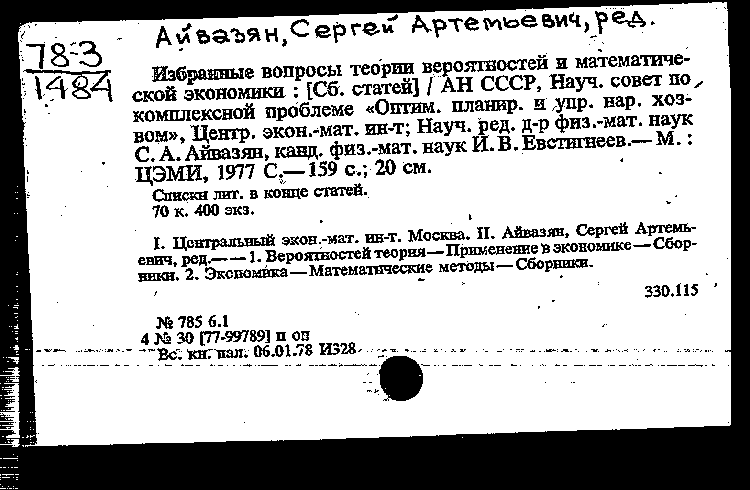 Айвазян, Сергей Артемьевич, ред.
78-3
1484
Избранные вопросы теории вероятностей и математиче-
ской экономики : [Сб. статей] / АН СССР, Науч. совет по
комплексной проблеме «Оптим. планир. и упр. нар. хоз-
вом», Центр. экон.-мат. ин-т; Науч. ред. д-р физ.-мат. наук
С. А. Айвазян, канд. физ.-мат. наук И. В. Евстигнеев.— М. :
ЦЭМИ, 1977 С.— 159 с.; 20 см.
Списки лит. в конце статей.
70 к. 400 экз.
I. Центральный экон.-мат. ин-т. Москва. II. Айвазян, Сергей Артемь-
евич, ред.— — 1. Вероятностей теория — Применение в экономике — Сбор-
ники. 2. Экономика — Математические методы — Сборники.
330.115
№ 785 6.1
4 № 30 [77-99789] п оп
Вс. кн. пал. 06.01.78 И328